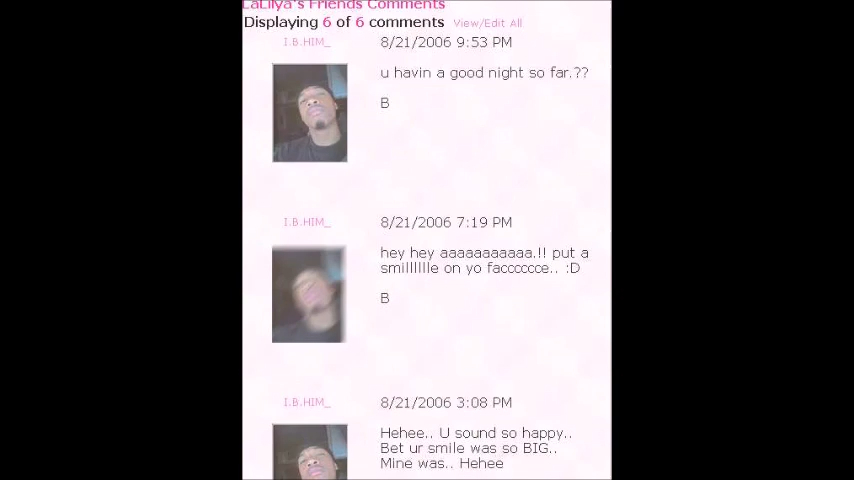 LaLilya's Friends Comments
Displaying 6 of 6 comments View/Edit All
I.B.HIM_
8/21/2006 9:53 PM
u havin a good night so far.??
B
I.B.HIM_
8/21/2006 7:19 PM
hey hey aaaaaaaaaaa.!! put a
smilllllle on yo facccccce.. :D
B
I.B.HIM_
8/21/2006 3:08 PM
Hehee.. U sound so happy..
Bet ur smile was so BIG..
Mine was.. Hehee